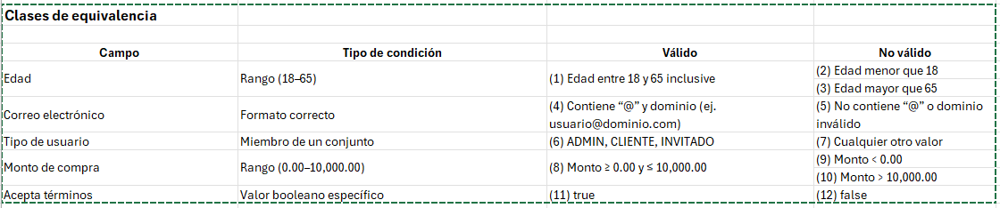 Clases de equivalencia
Campo Tipo de condición Válido No válido
Edad Rango (18–65) (1) Edad entre 18 y 65 inclusive (2) Edad menor que 18
(3) Edad mayor que 65
Correo electrónico Formato correcto (4) Contiene “@” y dominio (ej. (5) No contiene “@” o dominio
usuario@dominio.com) inválido
Tipo de usuario Miembro de un conjunto (6) ADMIN, CLIENTE, INVITADO (7) Cualquier otro valor
Monto de compra Rango (0.00–10,000.00) (8) Monto ≥ 0.00 y ≤ 10,000.00 (9) Monto < 0.00
(10) Monto > 10,000.00
Acepta términos Valor booleano específico (11) true (12) false